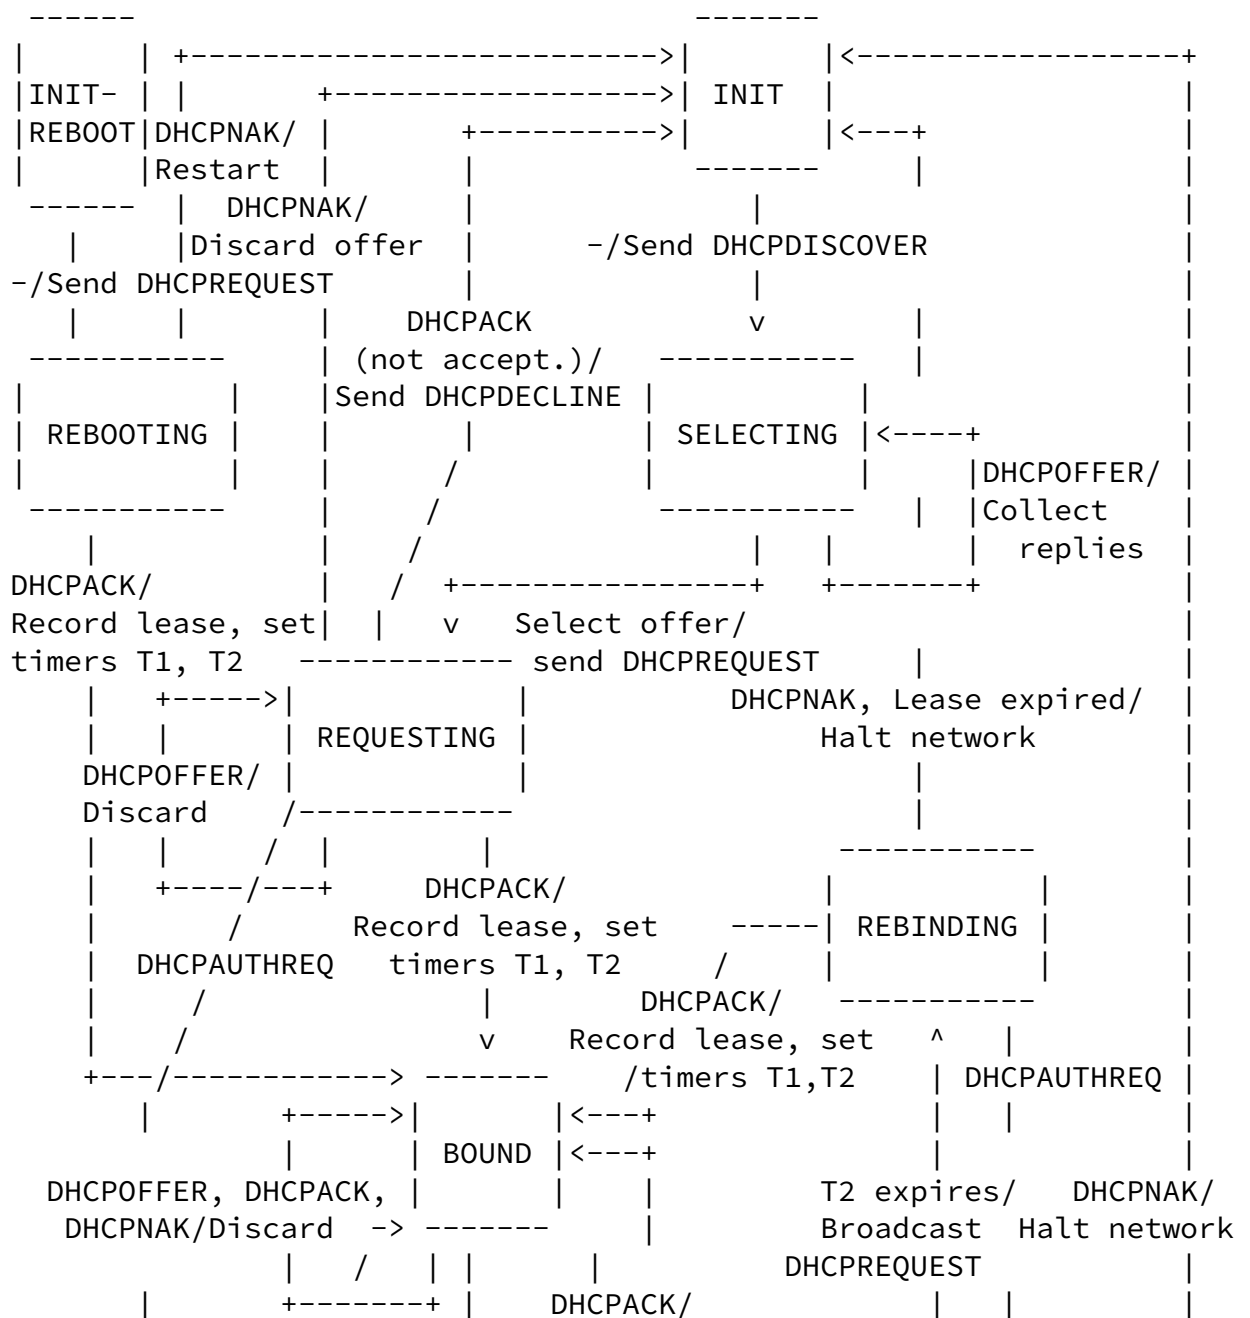 ------                               -------
|      | +-------------------------->|       |<-------------------+
|INIT- | |       +------------------>| INIT  |                    |
|REBOOT|DHCPNAK/ |       +---------->|       |<---+               |
|      |Restart  |       |            -------     |               |
 ------  |  DHCPNAK/     |               |                        |
   |     |Discard offer  |      -/Send DHCPDISCOVER               |
-/Send DHCPREQUEST       |               |                        |
   |     |       |    DHCPACK            v        |               |
 -----------     | (not accept.)/   -----------   |               |
|           |    |Send DHCPDECLINE |           |                  |
| REBOOTING |    |       |         | SELECTING |<----+            |
|           |    |      /          |           |     |DHCPOFFER/  |
 -----------     |     /            -----------   |  |Collect     |
    |            |    /                  |   |       |  replies   |
DHCPACK/         |   /  +----------------+   +-------+            |
Record lease, set|  |   v   Select offer/                         |
timers T1, T2   ------------ send DHCPREQUEST      |               |
    |   +----->|            |          DHCPNAK, Lease expired/   |
    |   |      | REQUESTING |               Halt network         |
    DHCPOFFER/ |            |                     |              |
    Discard    /------------                      |              |
    |   |     / |        |                   -----------         |
    |   +----/---+     DHCPACK/             |           |        |
    |       /      Record lease, set   -----| REBINDING |        |
    |  DHCPAUTHREQ   timers T1, T2    /     |           |        |
    |     /              |        DHCPACK/   -----------         |
    |    /               v    Record lease, set   ^   |          |
    +---/------------> -------    /timers T1,T2    | DHCPAUTHREQ |
       |       +----->|       |<---+               |   |         |
               |      | BOUND |<---+               |             |
  DHCPOFFER, DHCPACK, |       |    |         T2 expires/   DHCPNAK/
   DHCPNAK/Discard  -> -------     |         Broadcast  Halt network
               |   /   | |      |          DHCPREQUEST           |
       |       +-------+ |    DHCPACK/             |   |         |